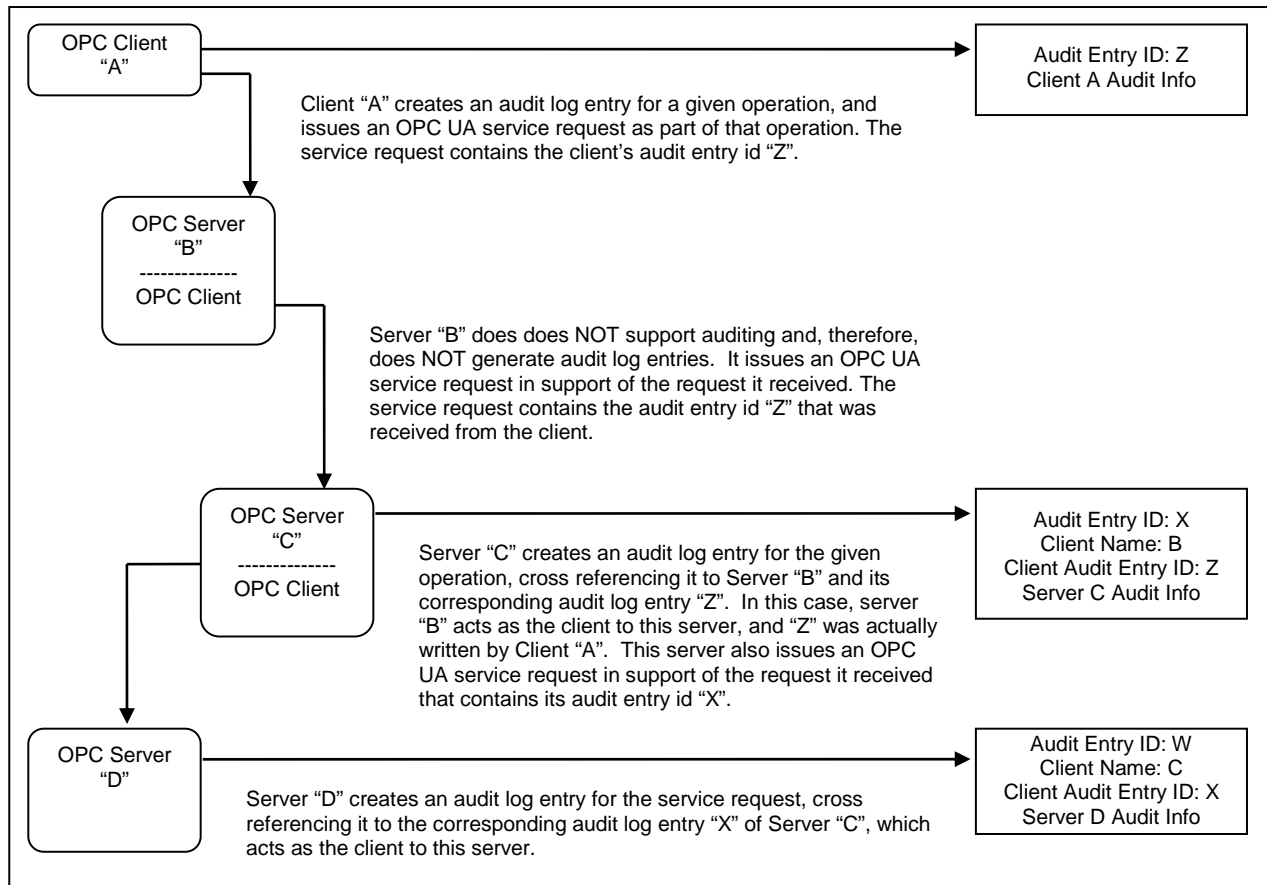 OPC Client
“A”
Audit Entry ID: Z
Client A Audit Info
Client “A” creates an audit log entry for a given operation, and
issues an OPC UA service request as part of that operation. The
service request contains the client’s audit entry id “Z”.
OPC Server
“B”
--------------
OPC Client
Server “B” does does NOT support auditing and, therefore,
does NOT generate audit log entries.  It issues an OPC UA
service request in support of the request it received. The
service request contains the audit entry id “Z” that was
received from the client.
OPC Server
“C”
--------------
OPC Client
Audit Entry ID: X
Client Name: B
Client Audit Entry ID: Z
Server C Audit Info
Server “C” creates an audit log entry for the given
operation, cross referencing it to Server “B” and its
corresponding audit log entry “Z”.  In this case, server
“B” acts as the client to this server, and “Z” was actually
written by Client “A”.  This server also issues an OPC
UA service request in support of the request it received
that contains its audit entry id “X”.
OPC Server
“D”
Audit Entry ID: W
Client Name: C
Client Audit Entry ID: X
Server D Audit Info
Server “D” creates an audit log entry for the service request, cross
referencing it to the corresponding audit log entry “X” of Server “C”, which
acts as the client to this server.